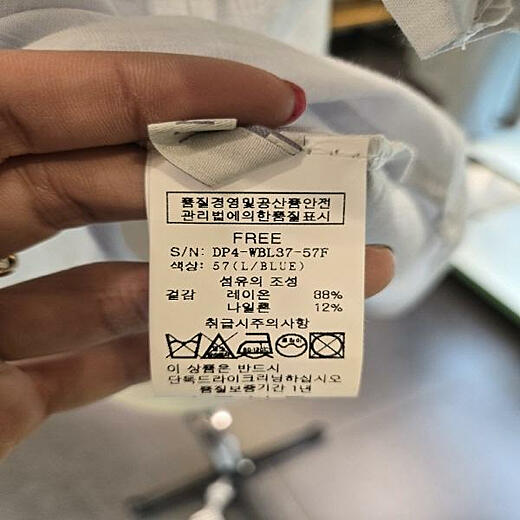 품질경영및공산품안전
관리법에의한품질표시
FREE
S/N: DP4-WBL37-57F
색상: 57(L/BLUE)
섬유의 조성
겉감 레이온 88%
나일론 12%
취급시주의사항
이 상품은 반드시
단독드라이크리닝하십시오
품질보증기간 1년